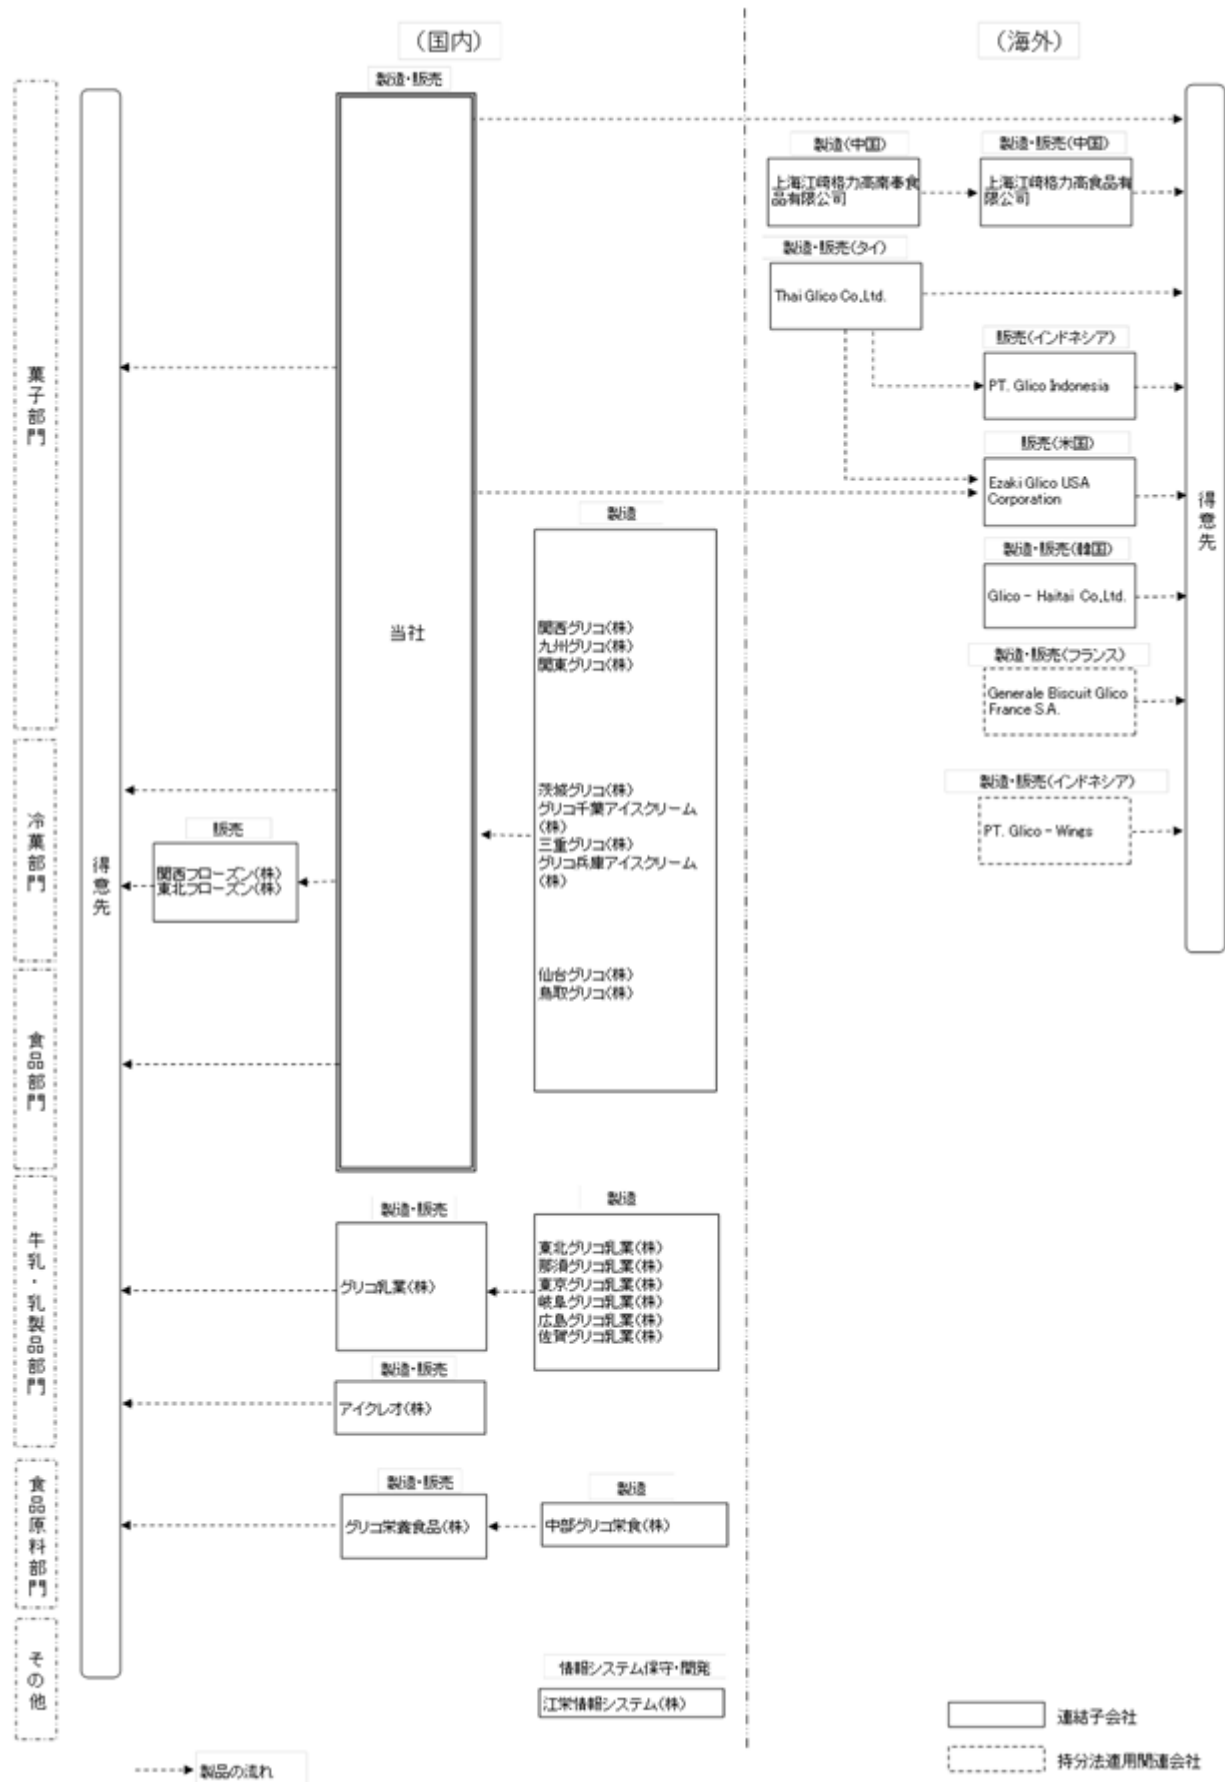 (国内)
(海外)
製造・販売
当社
菓子部門
冷菓部門
食品部門
牛乳・乳製品部門
食品原料部門
その他
得意先
販売
関西フローズン(株)
東北フローズン(株)
製造
関西グリコ(株)
九州グリコ(株)
関東グリコ(株)
茨城グリコ(株)
グリコ千葉アイスクリーム
(株)
三重グリコ(株)
グリコ兵庫アイスクリーム
(株)
仙台グリコ(株)
鳥取グリコ(株)
製造・販売
グリコ乳業(株)
製造
東北グリコ乳業(株)
那須グリコ乳業(株)
東京グリコ乳業(株)
岐阜グリコ乳業(株)
広島グリコ乳業(株)
佐賀グリコ乳業(株)
製造・販売
アイクレオ(株)
製造・販売
グリコ栄養食品(株)
製造
中部グリコ栄食(株)
情報システム保守・開発
江栄情報システム(株)
製造(中国)
上海江崎格力高南奉食
品有限公司
製造・販売(中国)
上海江崎格力高食品有
限公司
製造・販売(タイ)
Thai Glico Co.,Ltd.
販売(インドネシア)
PT. Glico Indonesia
販売(米国)
Ezaki Glico USA
Corporation
製造・販売(韓国)
Glico - Haitai Co.,Ltd.
製造・販売(フランス)
Generale Biscuit Glico
France S.A.
製造・販売(インドネシア)
PT. Glico - Wings
得意先
製品の流れ
連結子会社
持分法適用関連会社